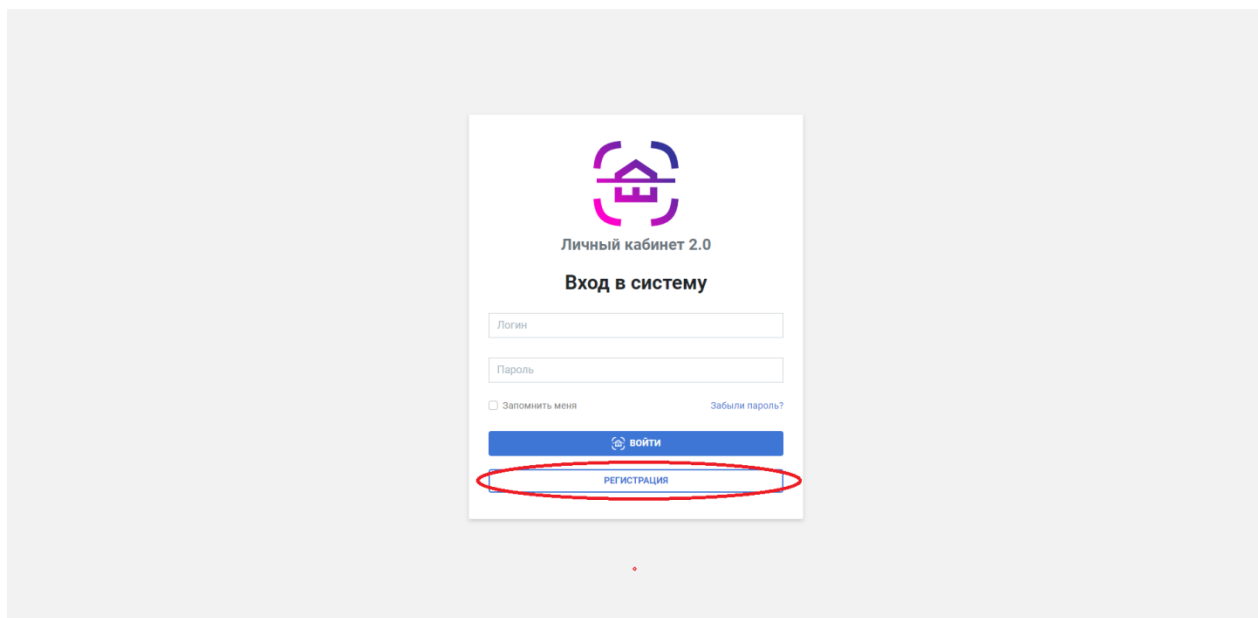 Личный кабинет 2.0
Вход в систему
Логин
Пароль
Запомнить меня Забыли пароль?
ВОЙТИ
РЕГИСТРАЦИЯ